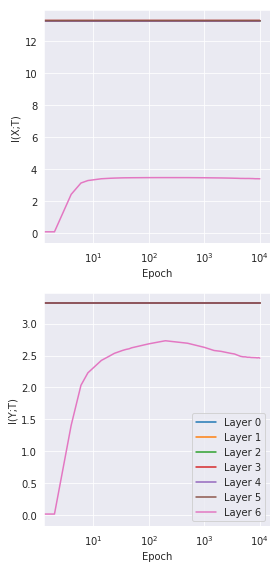 12
10
8
6
4
2
0
I(X;T)
10¹ 10² 10³ 10⁴
Epoch
3.0
2.5
2.0
1.5
1.0
0.5
0.0
I(Y;T)
Layer 0
Layer 1
Layer 2
Layer 3
Layer 4
Layer 5
Layer 6
10¹ 10² 10³ 10⁴
Epoch